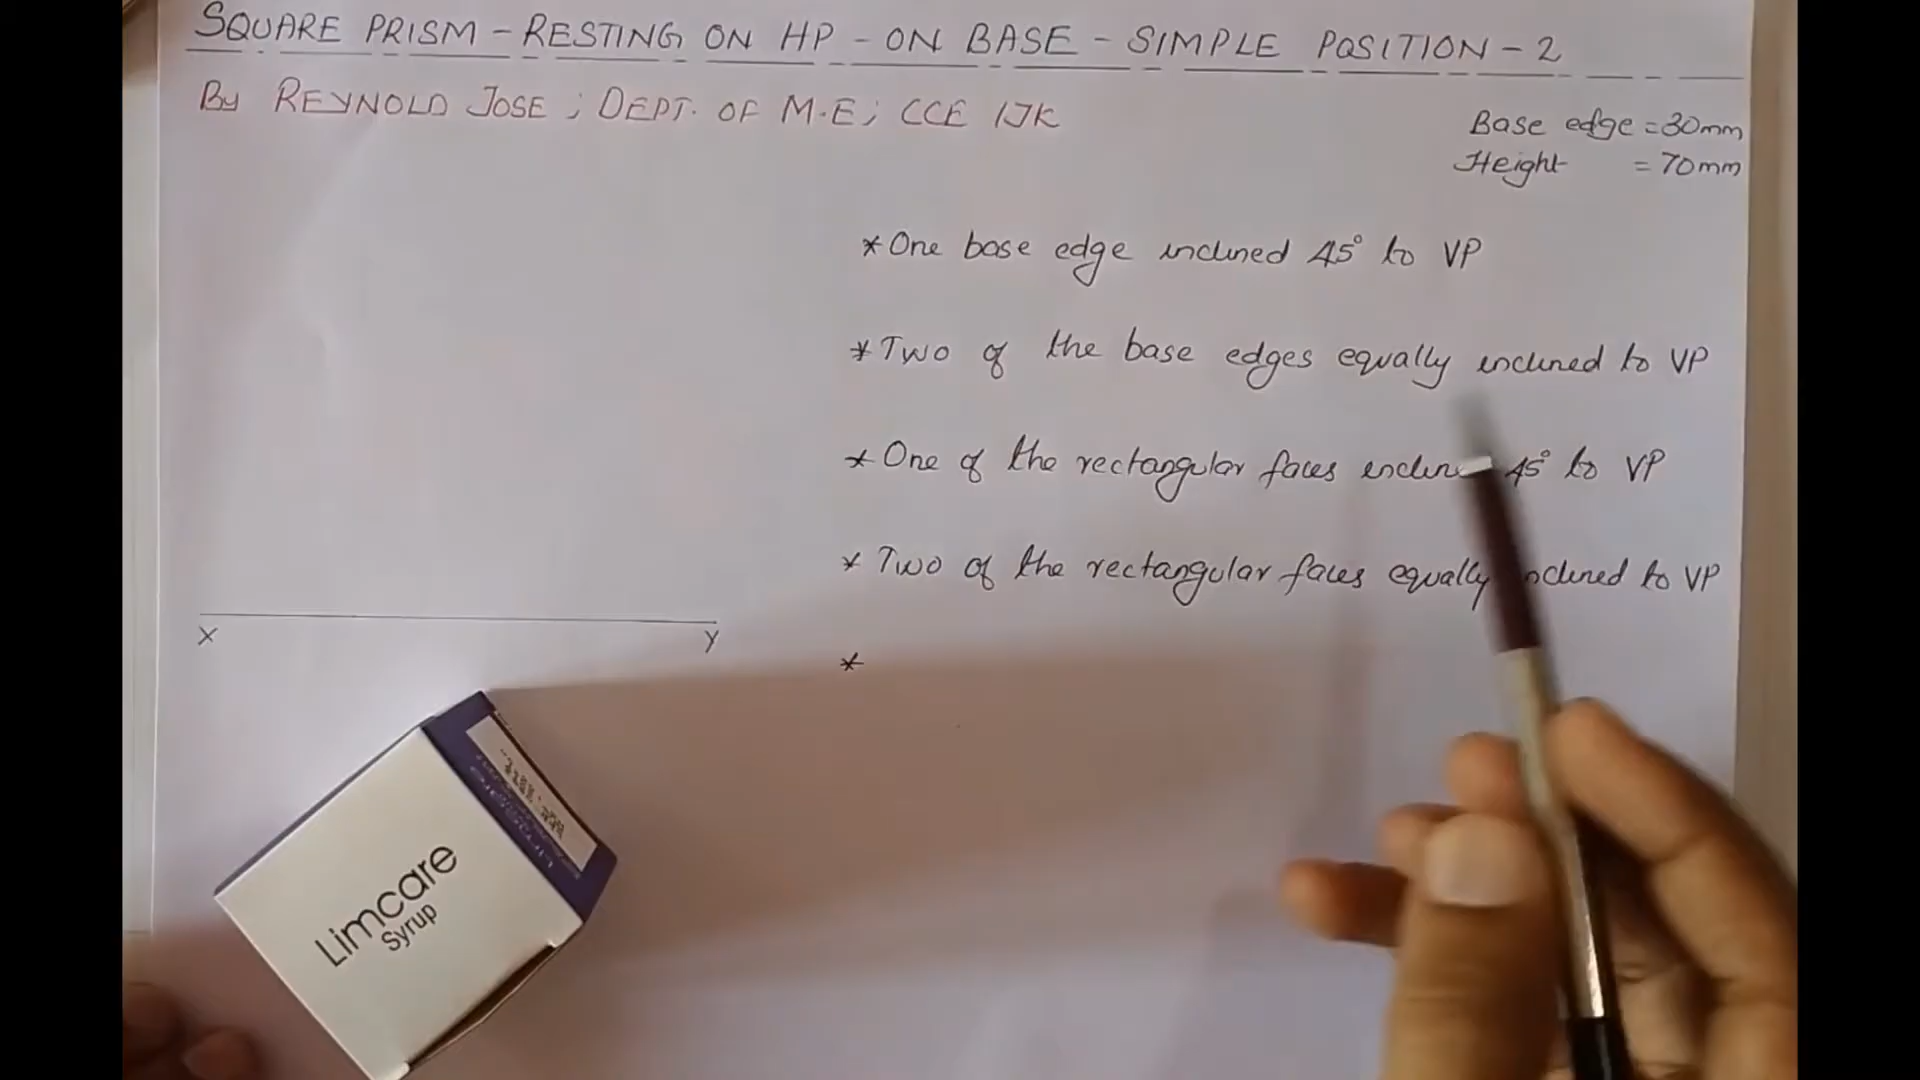 SQUARE PRISM - RESTING ON HP - ON BASE - SIMPLE POSITION - 2
By REYNOLD JOSE ; DEPT. OF M.E ; CCE IJK
Base edge = 30mm
Height = 70mm
* One base edge inclined 45° to VP
* Two of the base edges equally inclined to VP
* One of the rectangular faces incline 45° to VP
* Two of the rectangular faces equally inclined to VP
X Y
*
Limcare
Syrup